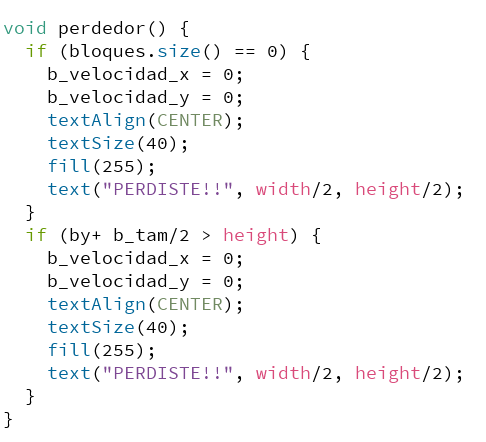 void perdedor() {
  if (bloques.size() == 0) {
    b_velocidad_x = 0;
    b_velocidad_y = 0;
    textAlign(CENTER);
    textSize(40);
    fill(255);
    text("PERDISTE!!", width/2, height/2);
  }
  if (by+ b_tam/2 > height) {
    b_velocidad_x = 0;
    b_velocidad_y = 0;
    textAlign(CENTER);
    textSize(40);
    fill(255);
    text("PERDISTE!!", width/2, height/2);
  }
}